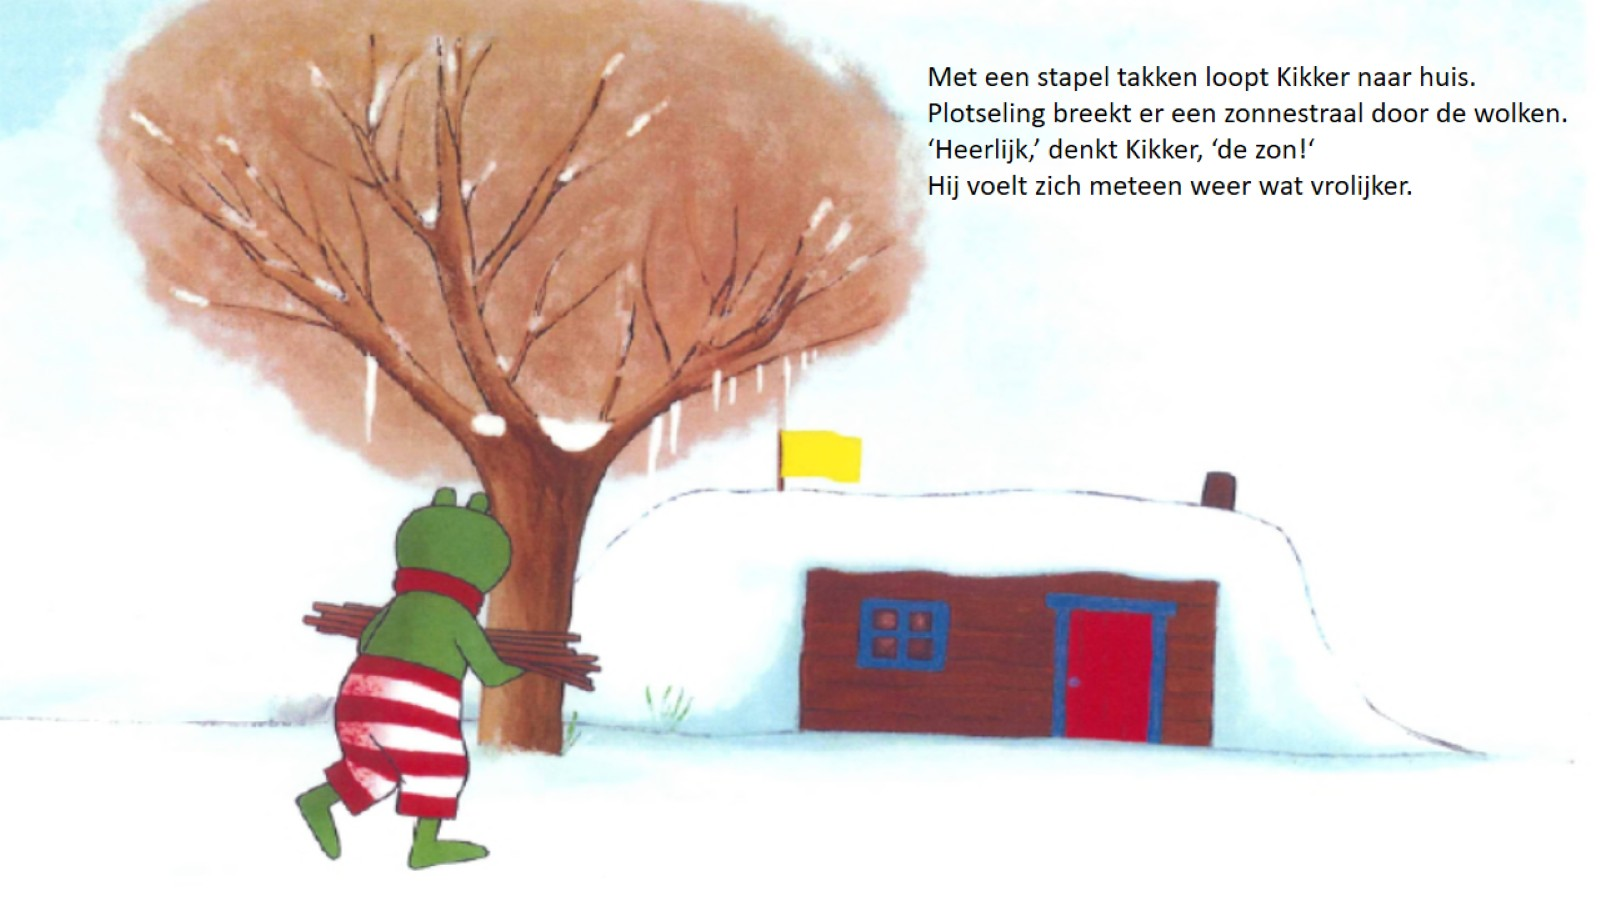 Met een stapel takken loopt Kikker naar huis.
Plotseling breekt er een zonnestraal door de wolken.
‘Heerlijk,’ denkt Kikker, ‘de zon!‘
Hij voelt zich meteen weer wat vrolijker.